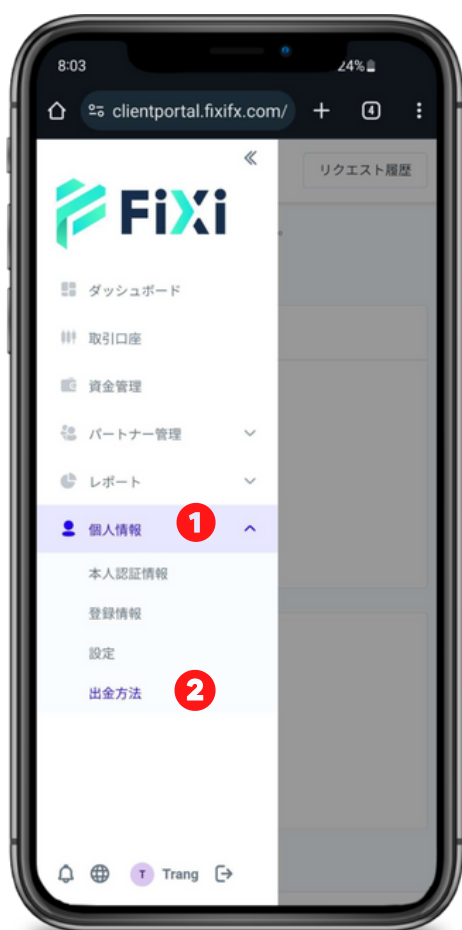 8:03
24%
clientportal.fixifx.com/
4
リクエスト履歴
FiXi
ダッシュボード
取引口座
資金管理
パートナー管理
レポート
個人情報
1
本人認証情報
登録情報
設定
出金方法
2
T
Trang